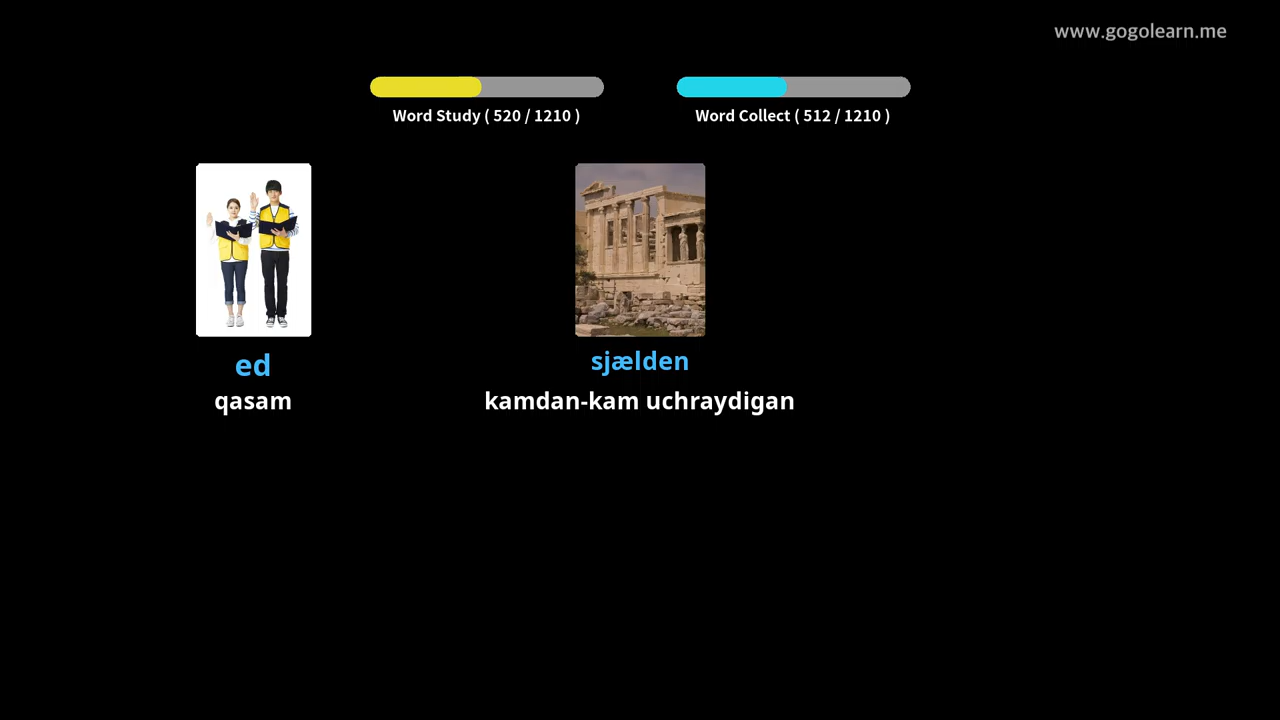 www.gogolearn.me
Word Study ( 520 / 1210 )
Word Collect ( 512 / 1210 )
ed
qasam
sjælden
kamdan-kam uchraydigan